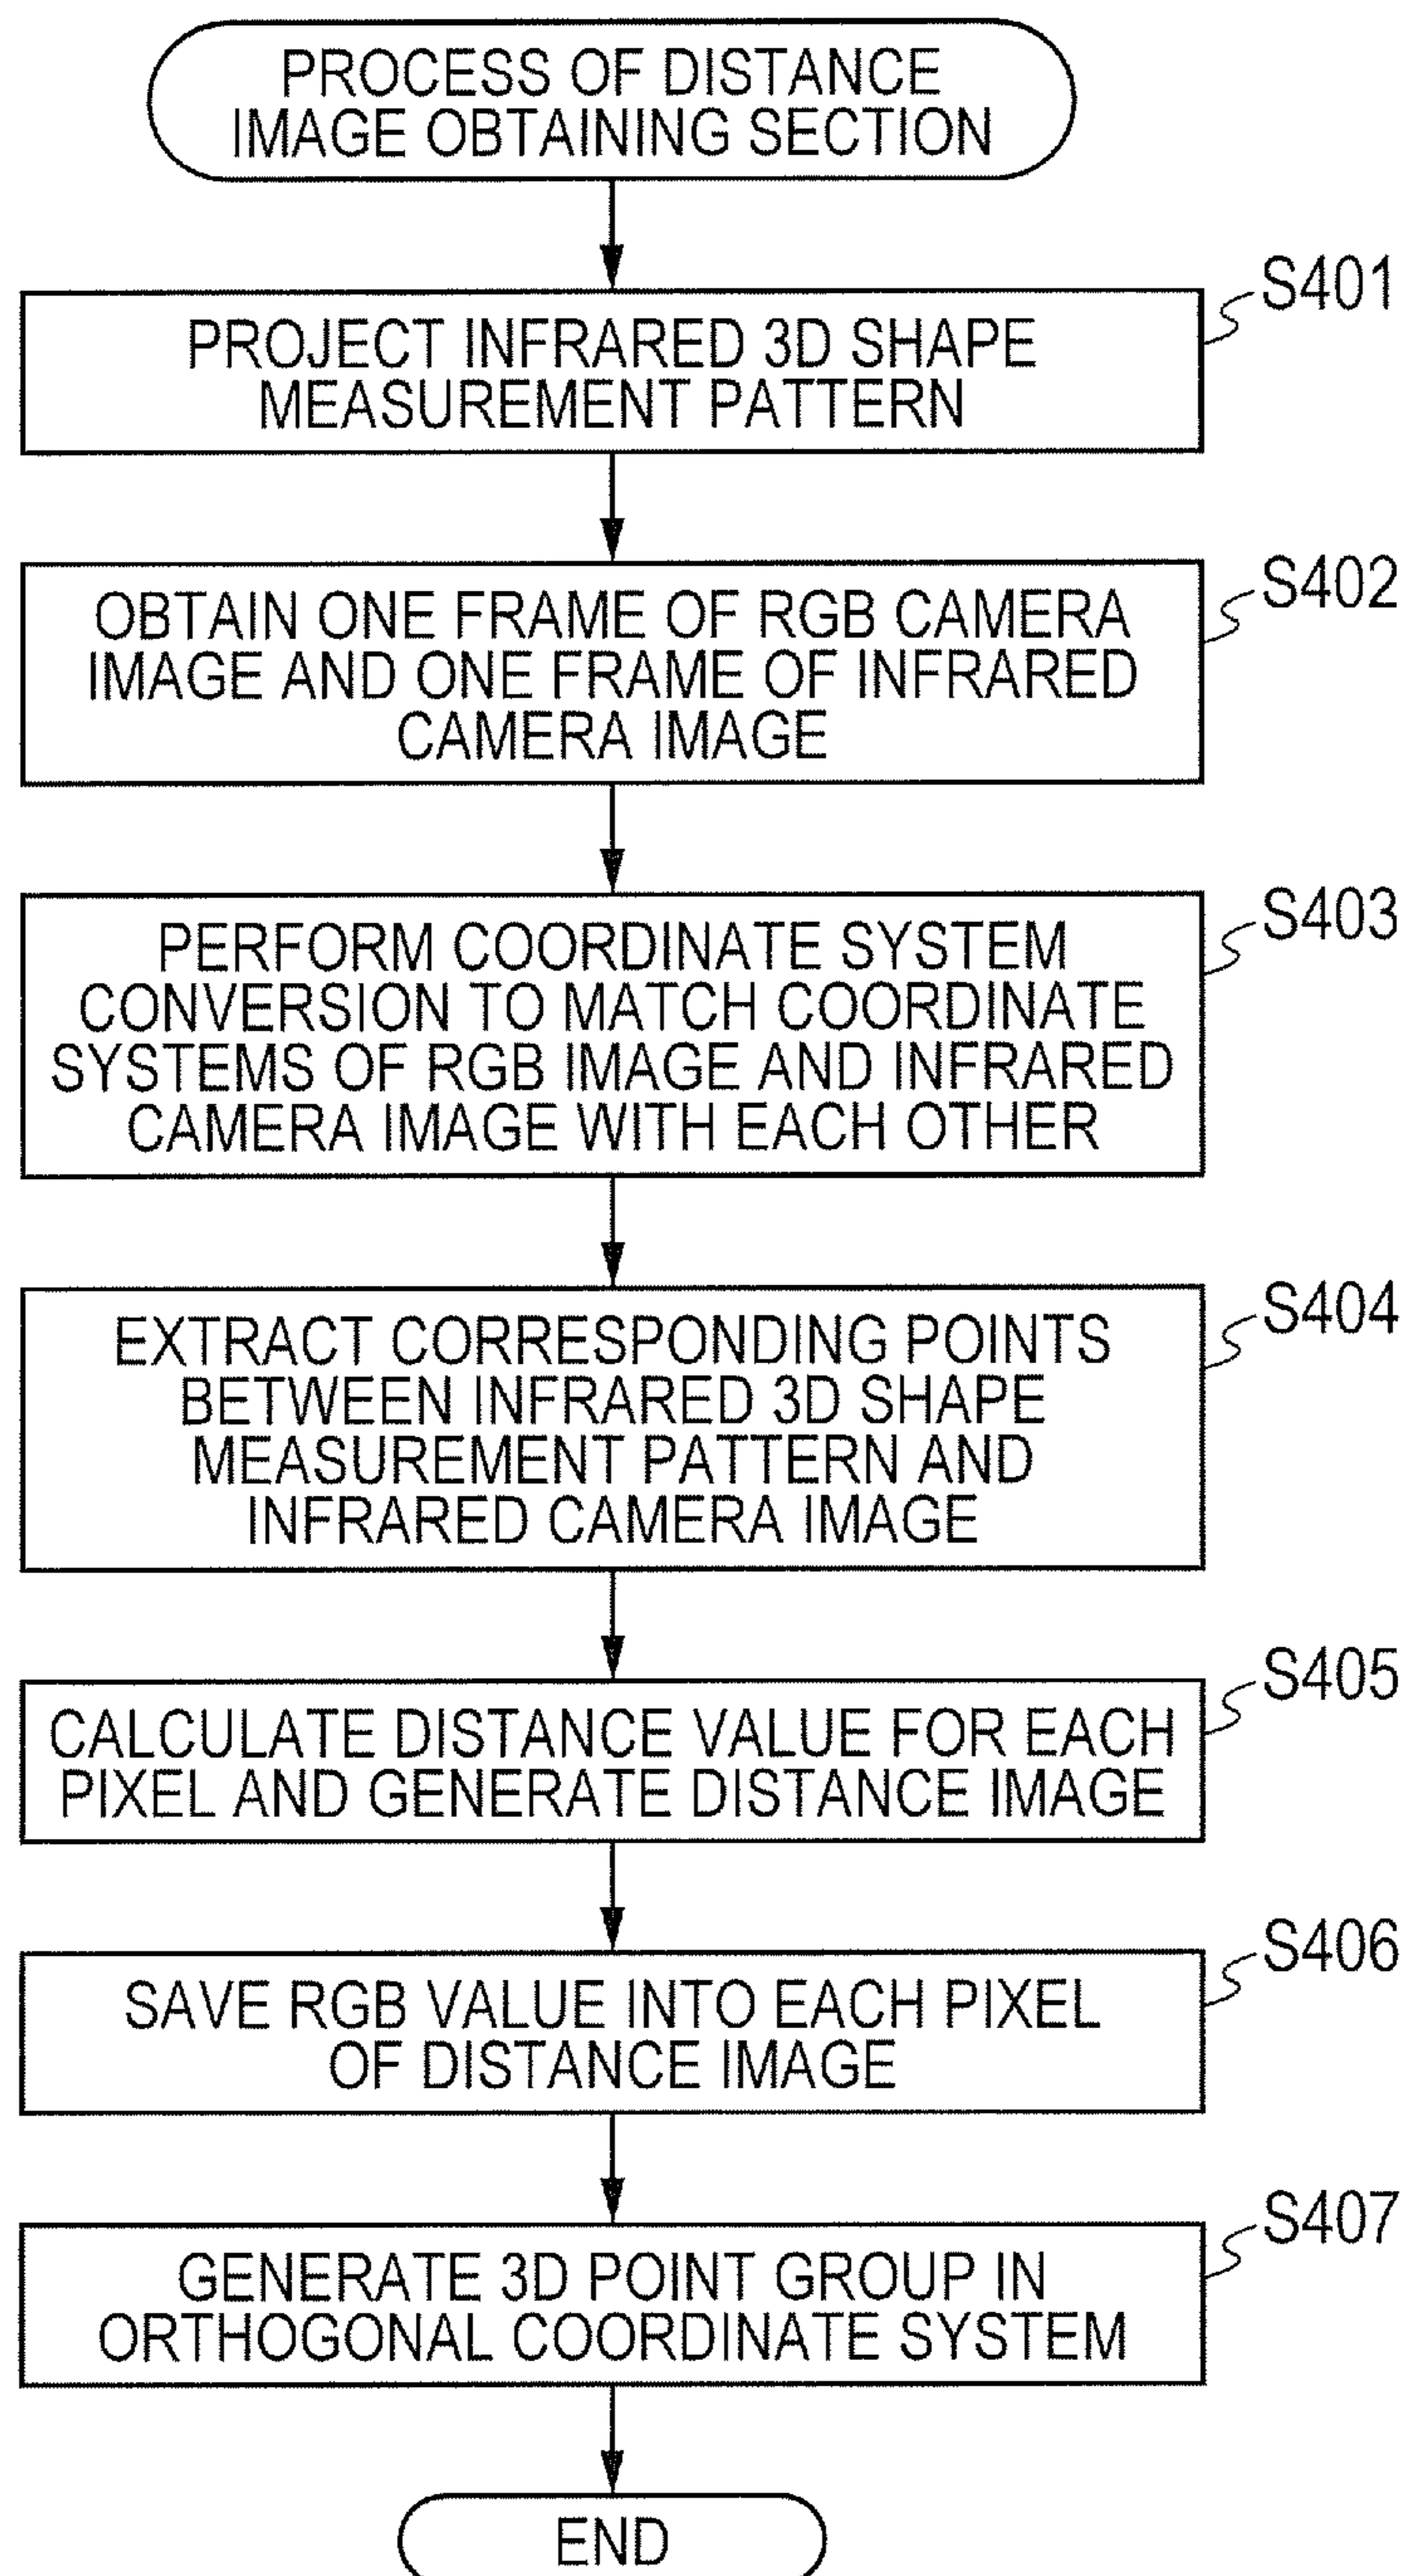 PROCESS OF DISTANCE
IMAGE OBTAINING SECTION
S401
PROJECT INFRARED 3D SHAPE
MEASUREMENT PATTERN
S402
OBTAIN ONE FRAME OF RGB CAMERA
IMAGE AND ONE FRAME OF INFRARED
CAMERA IMAGE
S403
PERFORM COORDINATE SYSTEM
CONVERSION TO MATCH COORDINATE
SYSTEMS OF RGB IMAGE AND INFRARED
CAMERA IMAGE WITH EACH OTHER
S404
EXTRACT CORRESPONDING POINTS
BETWEEN INFRARED 3D SHAPE
MEASUREMENT PATTERN AND
INFRARED CAMERA IMAGE
S405
CALCULATE DISTANCE VALUE FOR EACH
PIXEL AND GENERATE DISTANCE IMAGE
S406
SAVE RGB VALUE INTO EACH PIXEL
OF DISTANCE IMAGE
S407
GENERATE 3D POINT GROUP IN
ORTHOGONAL COORDINATE SYSTEM
END